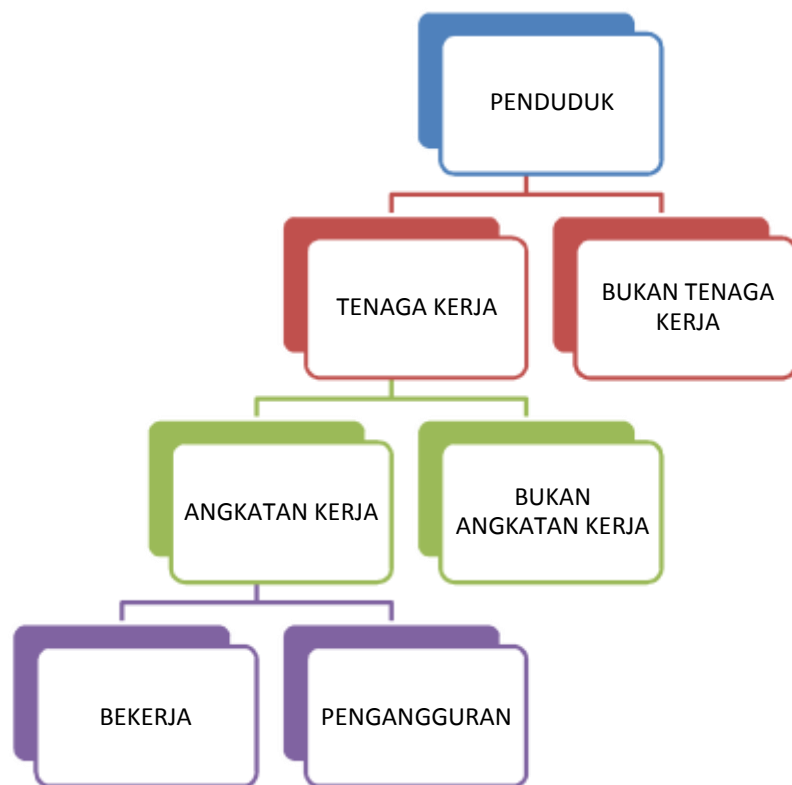 PENDUDUK
TENAGA KERJA
BUKAN TENAGA
KERJA
ANGKATAN KERJA
BUKAN
ANGKATAN KERJA
BEKERJA
PENGANGGURAN